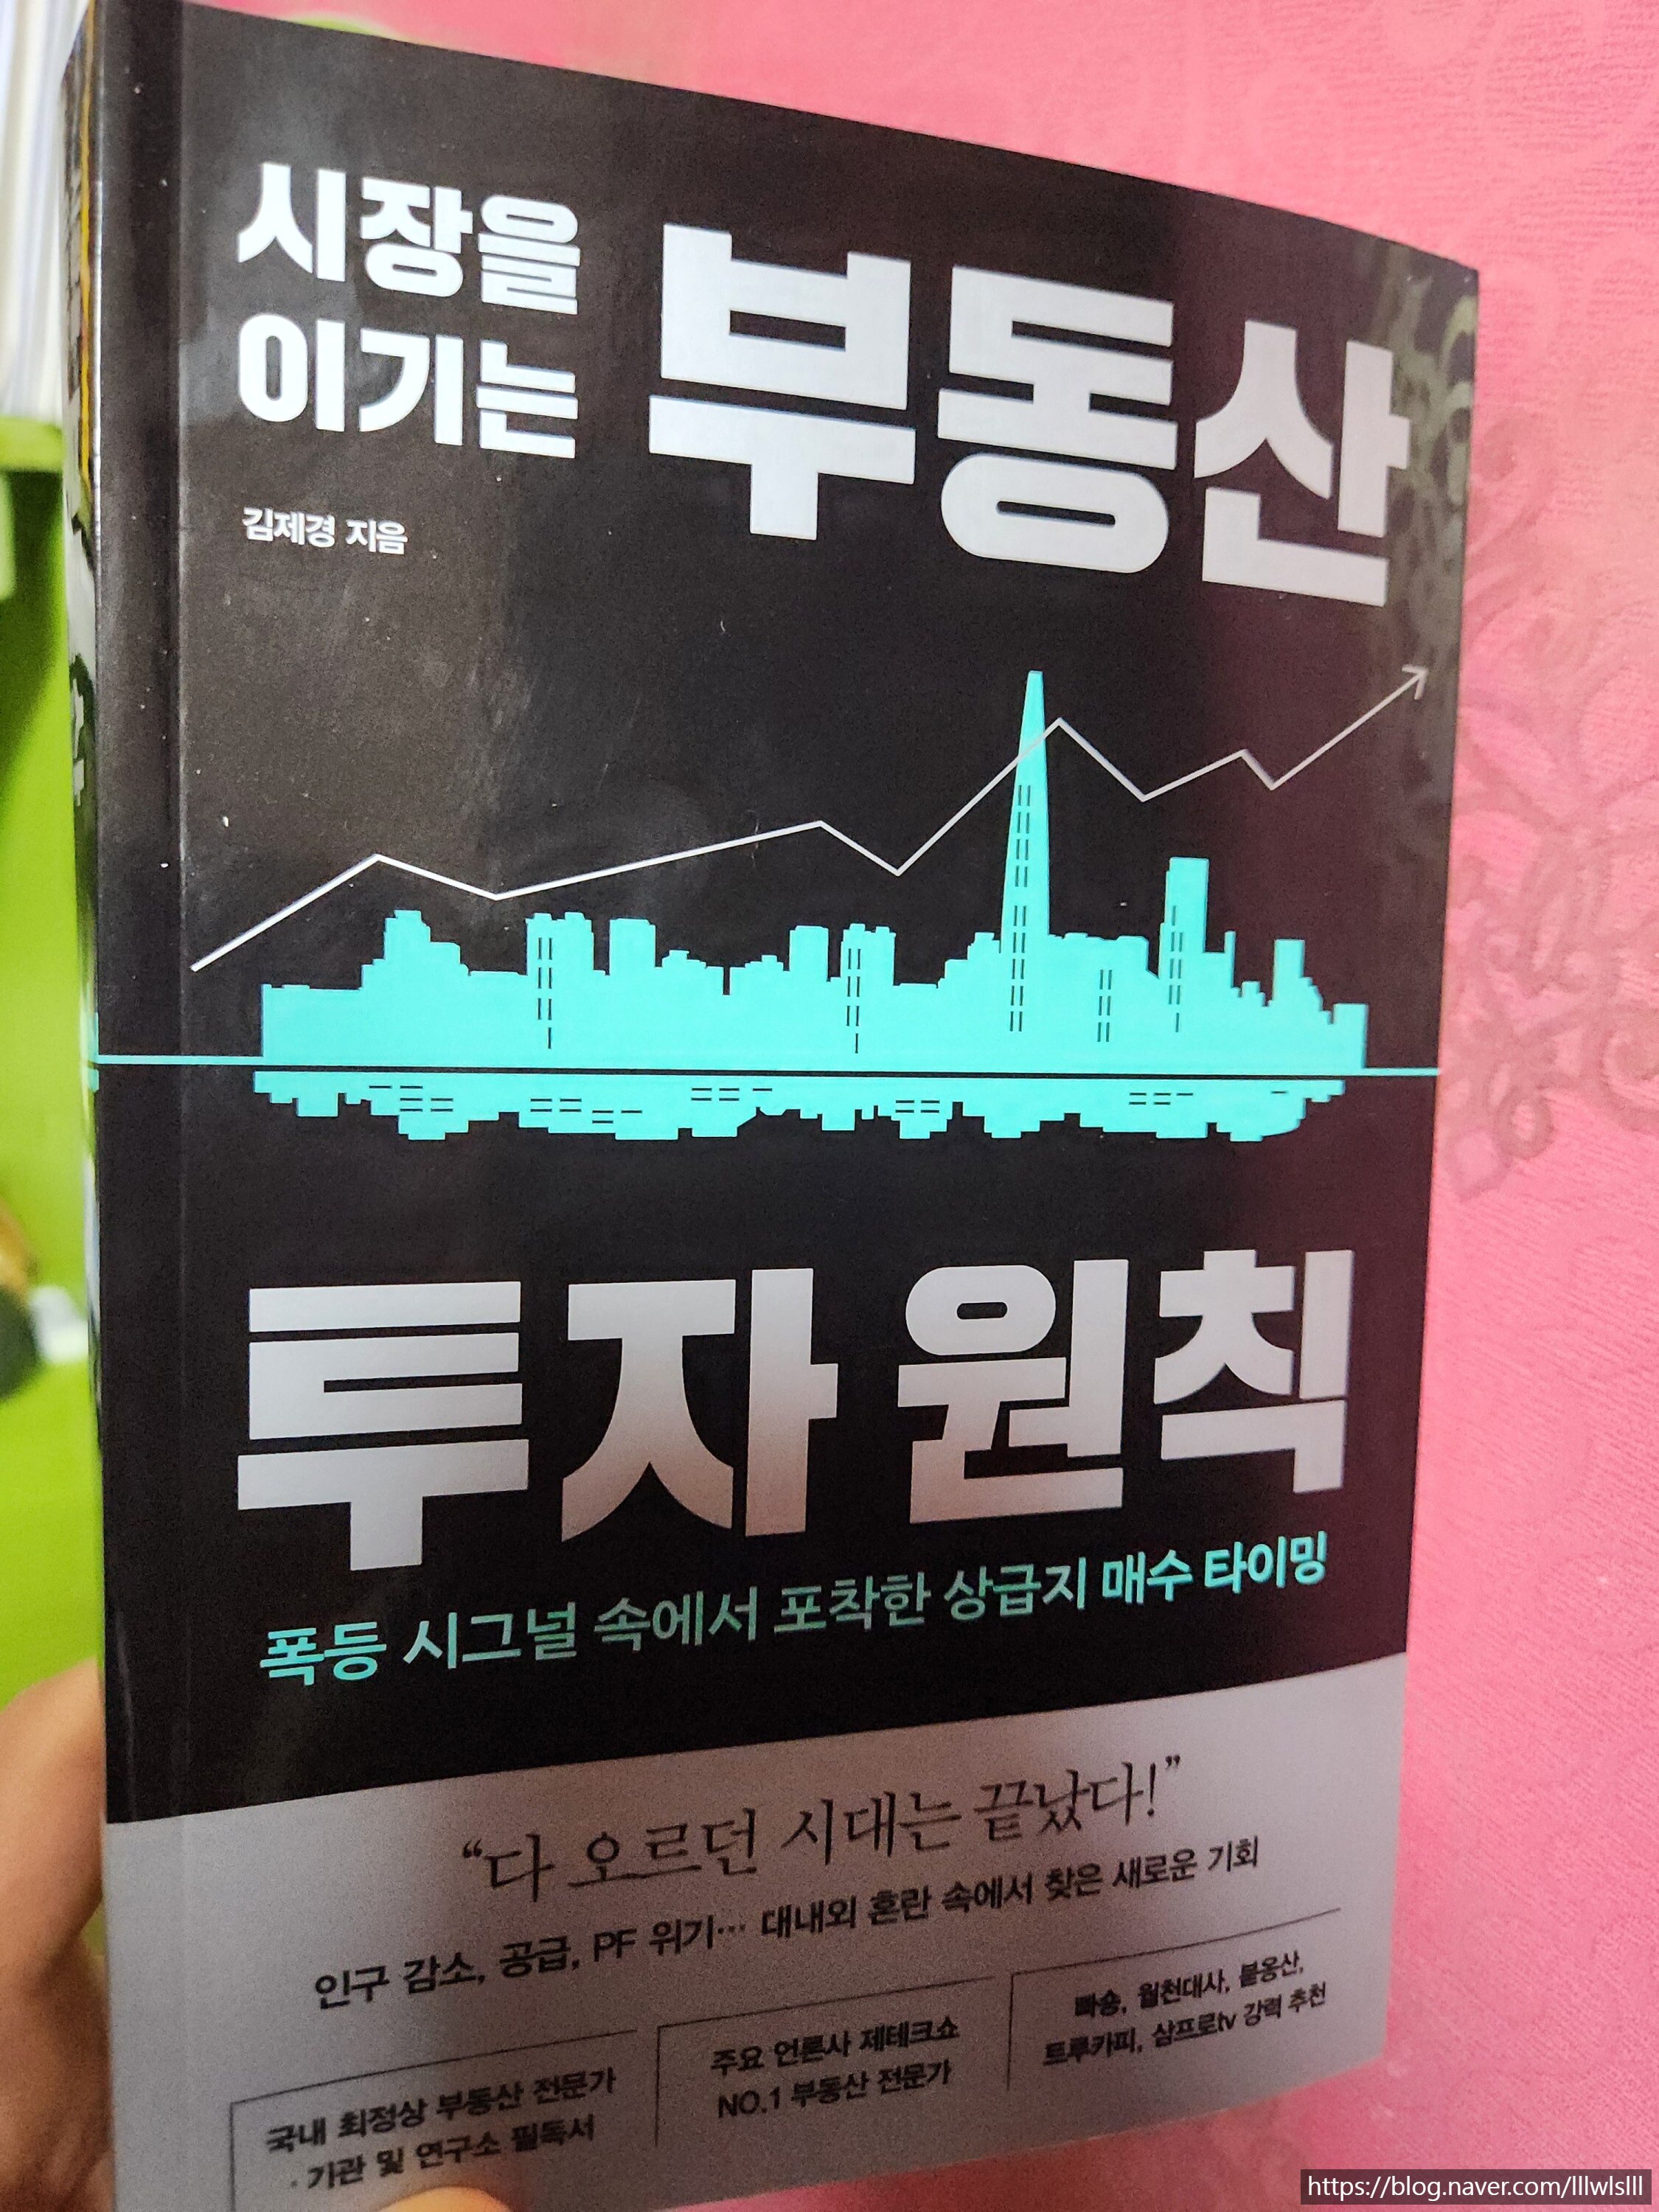 시장을
이기는
부동산
김제경 지음
투자 원칙
폭등 시그널 속에서 포착한 상급지 매수 타이밍
“다 오르던 시대는 끝났다!”
인구 감소, 공급, PF 위기… 대내외 혼란 속에서 찾은 새로운 기회
국내 최정상 부동산 전문가
· 기관 및 연구소 필독서
주요 언론사 제테크쇼
NO.1 부동산 전문가
빠숑, 월천대사, 붇옹산,
트루카피, 삼프로tv 강력 추천
https://blog.naver.com/lllwlslll